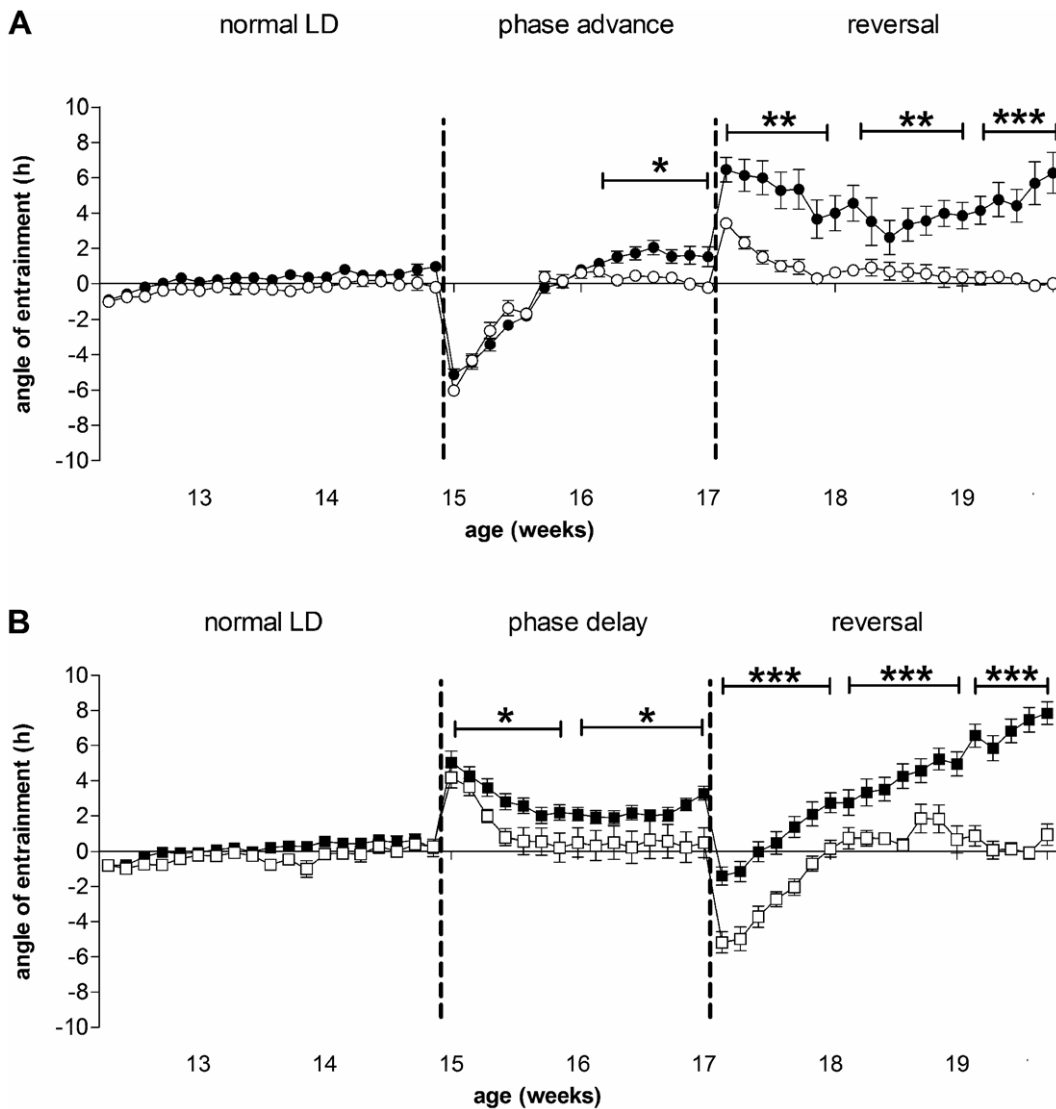 A
normal LD phase advance reversal
angle of entrainment (h)
10
8
6
4
2
0
-2
-4
-6
-8
-10
* ** ** ***
13 14 15 16 17 18 19
age (weeks)
B
normal LD phase delay reversal
angle of entrainment (h)
10
8
6
4
2
0
-2
-4
-6
-8
-10
* * *** *** ***
13 14 15 16 17 18 19
age (weeks)